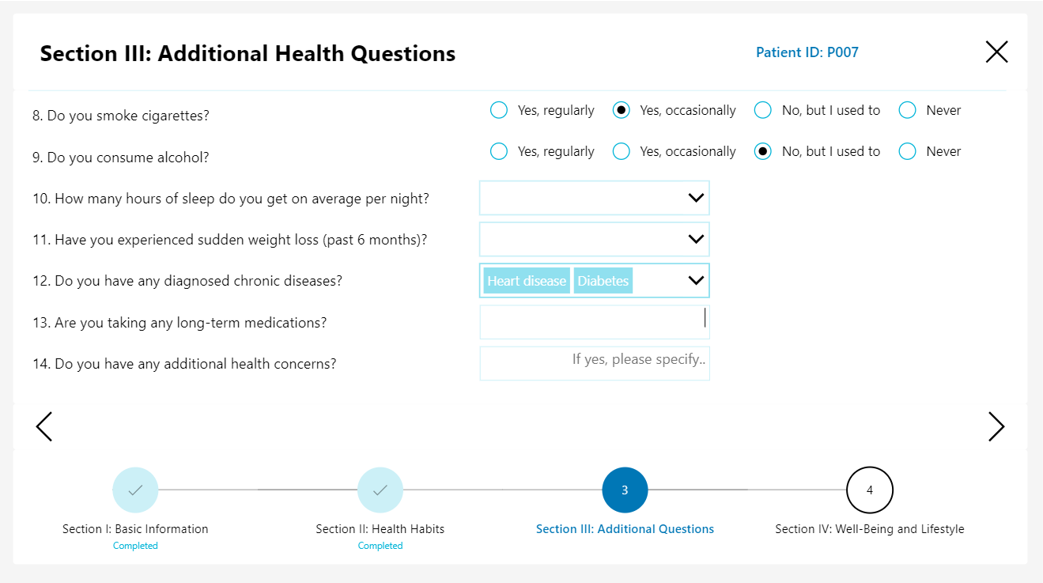 Section III: Additional Health Questions
Patient ID: P007
8. Do you smoke cigarettes?
Yes, regularly
Yes, occasionally
No, but I used to
Never
9. Do you consume alcohol?
Yes, regularly
Yes, occasionally
No, but I used to
Never
10. How many hours of sleep do you get on average per night?
11. Have you experienced sudden weight loss (past 6 months)?
12. Do you have any diagnosed chronic diseases?
Heart disease
Diabetes
13. Are you taking any long-term medications?
14. Do you have any additional health concerns?
If yes, please specify..
3
4
Section I: Basic Information
Completed
Section II: Health Habits
Completed
Section III: Additional Questions
Section IV: Well-Being and Lifestyle